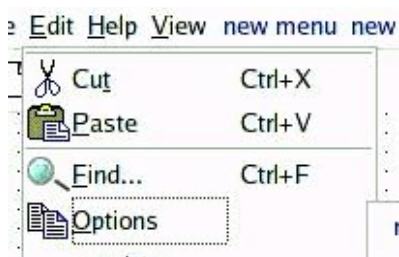 Edit Help View new menu new
Cut Ctrl+X
Paste Ctrl+V
Find... Ctrl+F
Options